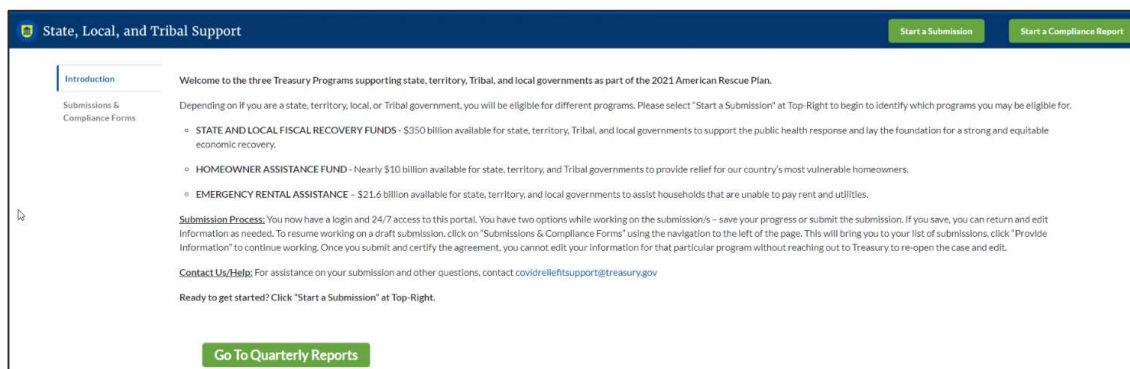 State, Local, and Tribal Support
Start a Submission
Start a Compliance Report
Introduction
Submissions &
Compliance Forms
Welcome to the three Treasury Programs supporting state, territory, Tribal, and local governments as part of the 2021 American Rescue Plan.
Depending on if you are a state, territory, local, or Tribal government, you will be eligible for different programs. Please select "Start a Submission" at Top-Right to begin to identify which programs you may be eligible for.
STATE AND LOCAL FISCAL RECOVERY FUNDS - $350 billion available for state, territory, Tribal, and local governments to support the public health response and lay the foundation for a strong and equitable
economic recovery.
HOMEOWNER ASSISTANCE FUND - Nearly $10 billion available for state, territory, and Tribal governments to provide relief for our country's most vulnerable homeowners.
EMERGENCY RENTAL ASSISTANCE – $21.6 billion available for state, territory, and local governments to assist households that are unable to pay rent and utilities.
Submission Process: You now have a login and 24/7 access to this portal. You have two options while working on the submission/s – save your progress or submit the submission. If you save, you can return and edit
information as needed. To resume working on a draft submission, click on "Submissions & Compliance Forms" using the navigation to the left of the page. This will bring you to your list of submissions, click "Provide
Information" to continue working. Once you submit and certify the agreement, you cannot edit your information for that particular program without reaching out to Treasury to re-open the case and edit.
Contact Us/Help: For assistance on your submission and other questions, contact covidreliefitsupport@treasury.gov
Ready to get started? Click "Start a Submission" at Top-Right.
Go To Quarterly Reports